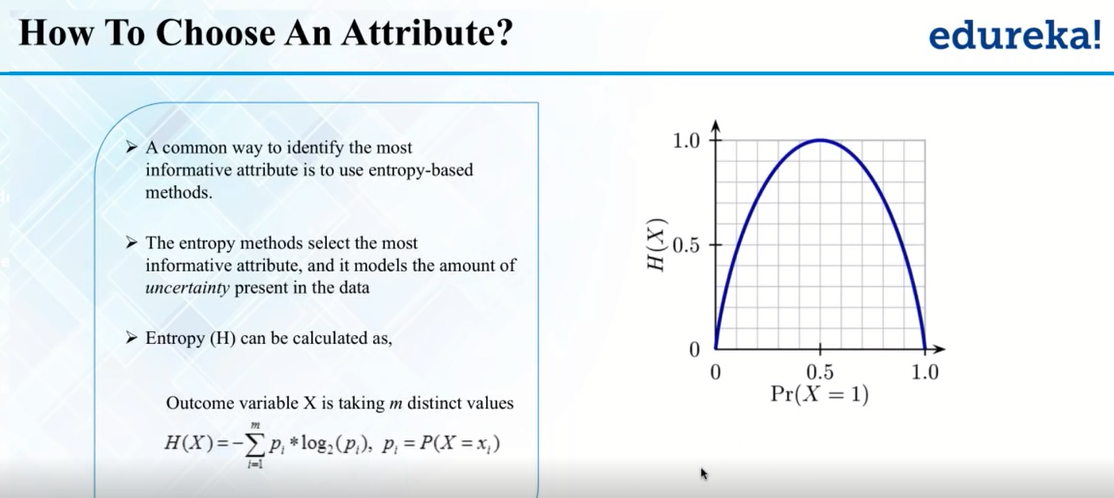 How To Choose An Attribute?
edureka!
➢ A common way to identify the most
informative attribute is to use entropy-based
methods.
➢ The entropy methods select the most
informative attribute, and it models the amount of
uncertainty present in the data
➢ Entropy (H) can be calculated as,
Outcome variable X is taking m distinct values
H(X)=-∑_{i=1}^{m} p_i*log_2(p_i), p_i = P(X = x_i)
1.0
0.5
0
H(X)
0 0.5 1.0
Pr(X = 1)